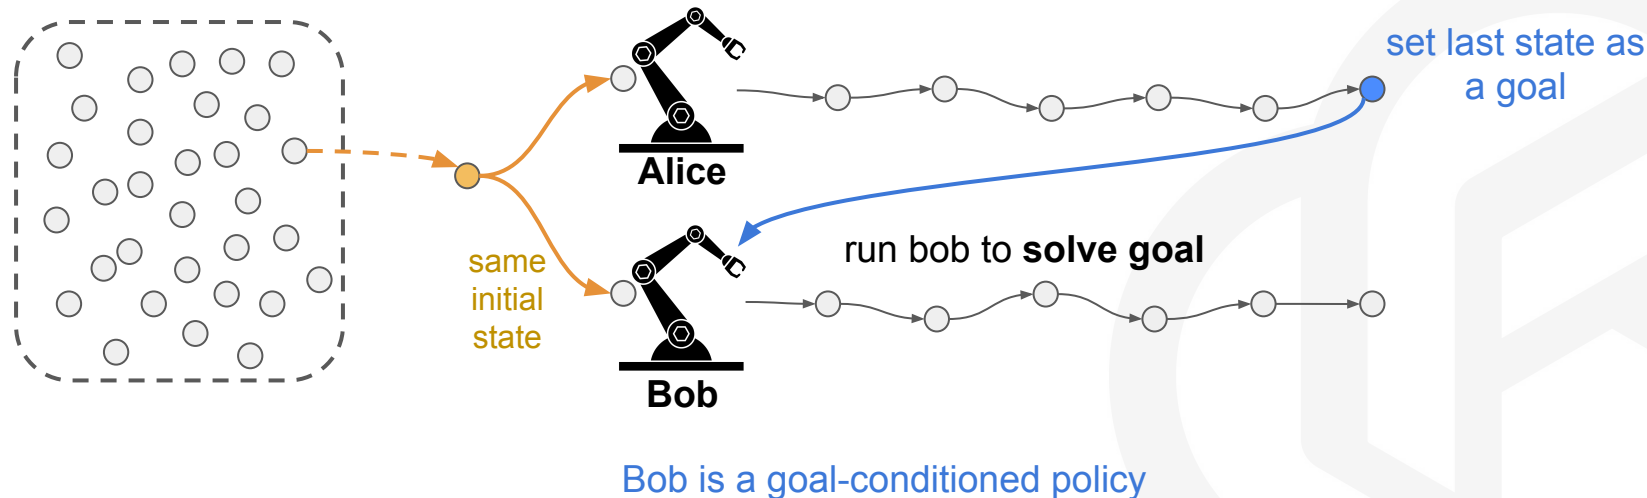 set last state as
a goal
Alice
same
initial
state
run bob to solve goal
Bob
Bob is a goal-conditioned policy